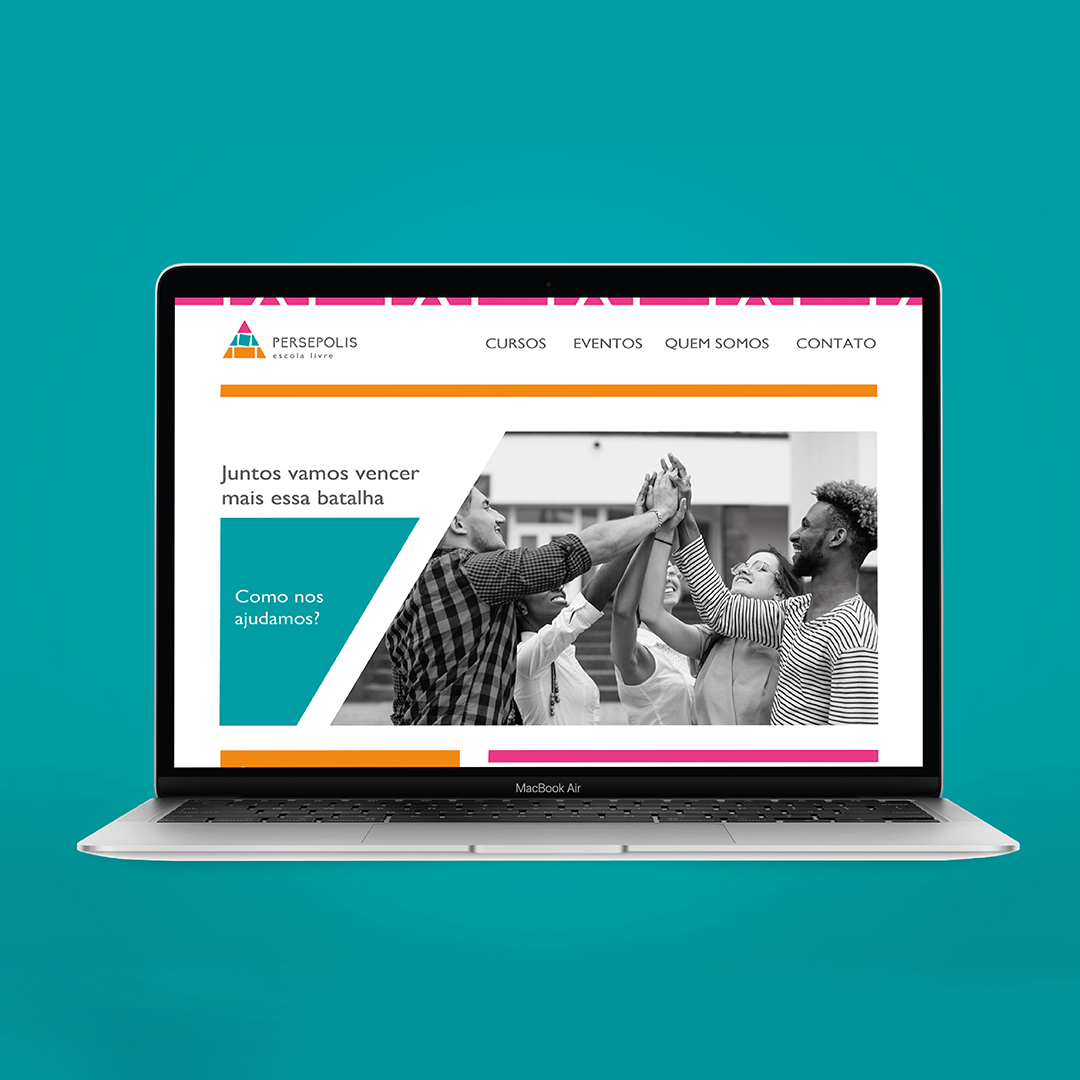 PERSEPOLIS
escola livre
CURSOS EVENTOS QUEM SOMOS CONTATO
Juntos vamos vencer
mais essa batalha
Como nos
ajudamos?
MacBook Air